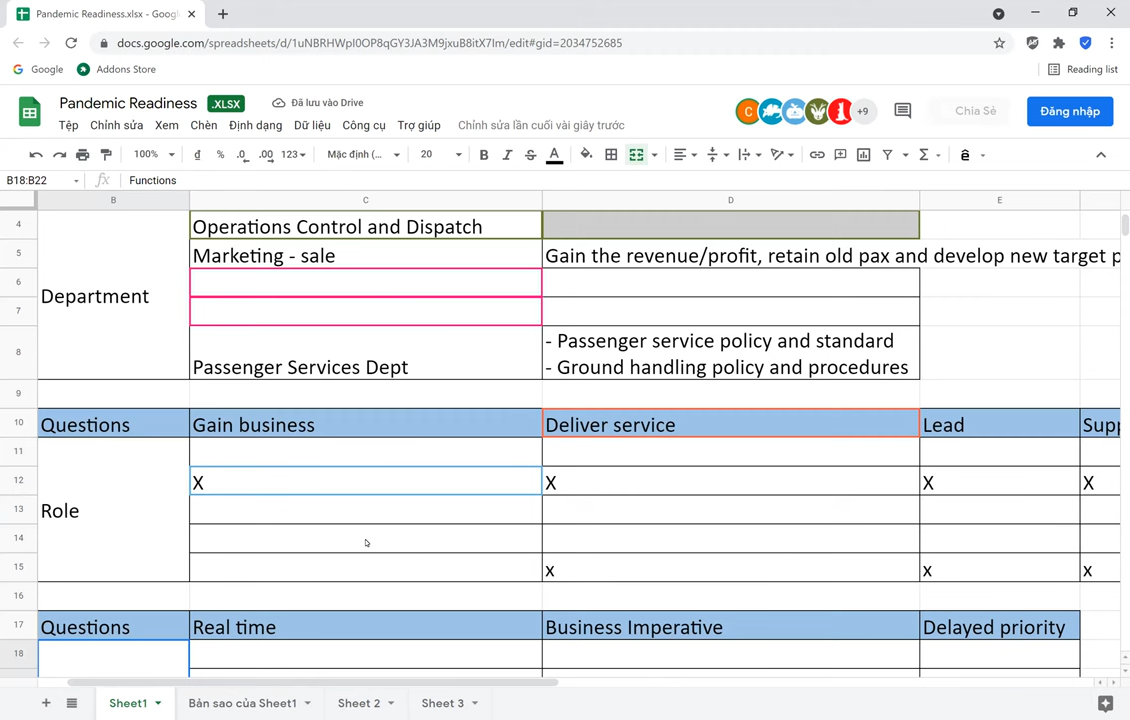 Pandemic Readiness.xlsx - Googl
docs.google.com/spreadsheets/d/1uNBRHWpI0OP8qGY3JA3M9jxuB8itX7Im/edit#gid=2034752685
Google
Addons Store
Reading list
Pandemic Readiness
.XLSX
Đã lưu vào Drive
Tệp Chỉnh sửa Xem Chèn Định dạng Dữ liệu Công cụ Trợ giúp Chỉnh sửa lần cuối vài giây trước
C
+9
Chia Sẻ
Đăng nhập
100% đ % .0 .00 123 Mặc định (... 20 B I S A Σ ê
B18:B22 fx Functions
B C D E
4 Operations Control and Dispatch
5 Marketing - sale Gain the revenue/profit, retain old pax and develop new target p
6
Department
7
- Passenger service policy and standard
8 Passenger Services Dept - Ground handling policy and procedures
9
10 Questions Gain business Deliver service Lead Supp
11
12 X X X X
13 Role
14
15 x x x
16
17 Questions Real time Business Imperative Delayed priority
18
Sheet1 Bản sao của Sheet1 Sheet 2 Sheet 3